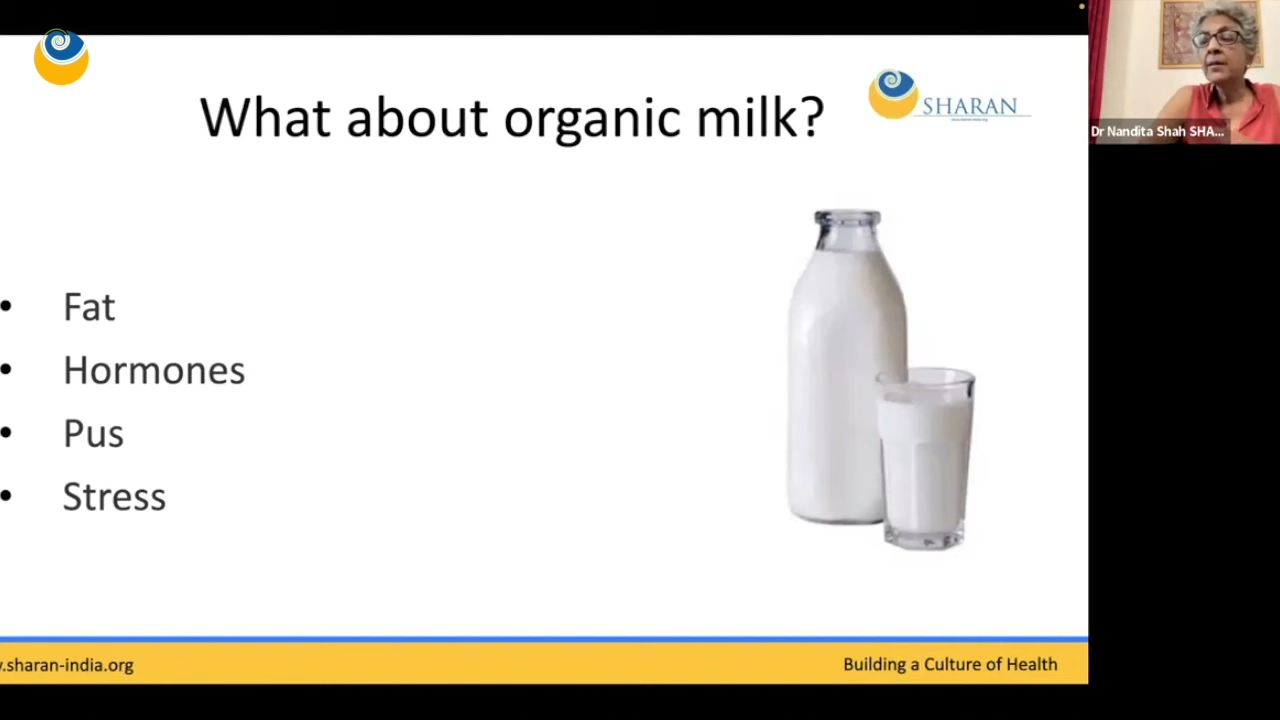 What about organic milk?
SHARAN
Dr Nandita Shah SHA...
• Fat
• Hormones
• Pus
• Stress
.sharan-india.org
Building a Culture of Health